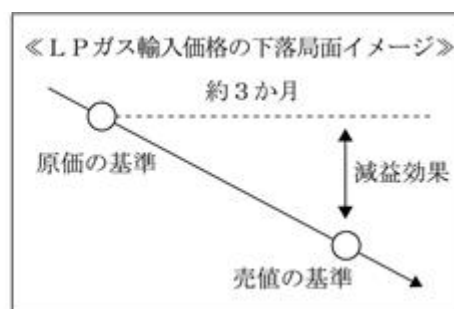 ≪ＬＰガス輸入価格の下落局面イメージ≫
約３か月
原価の基準
減益効果
売値の基準